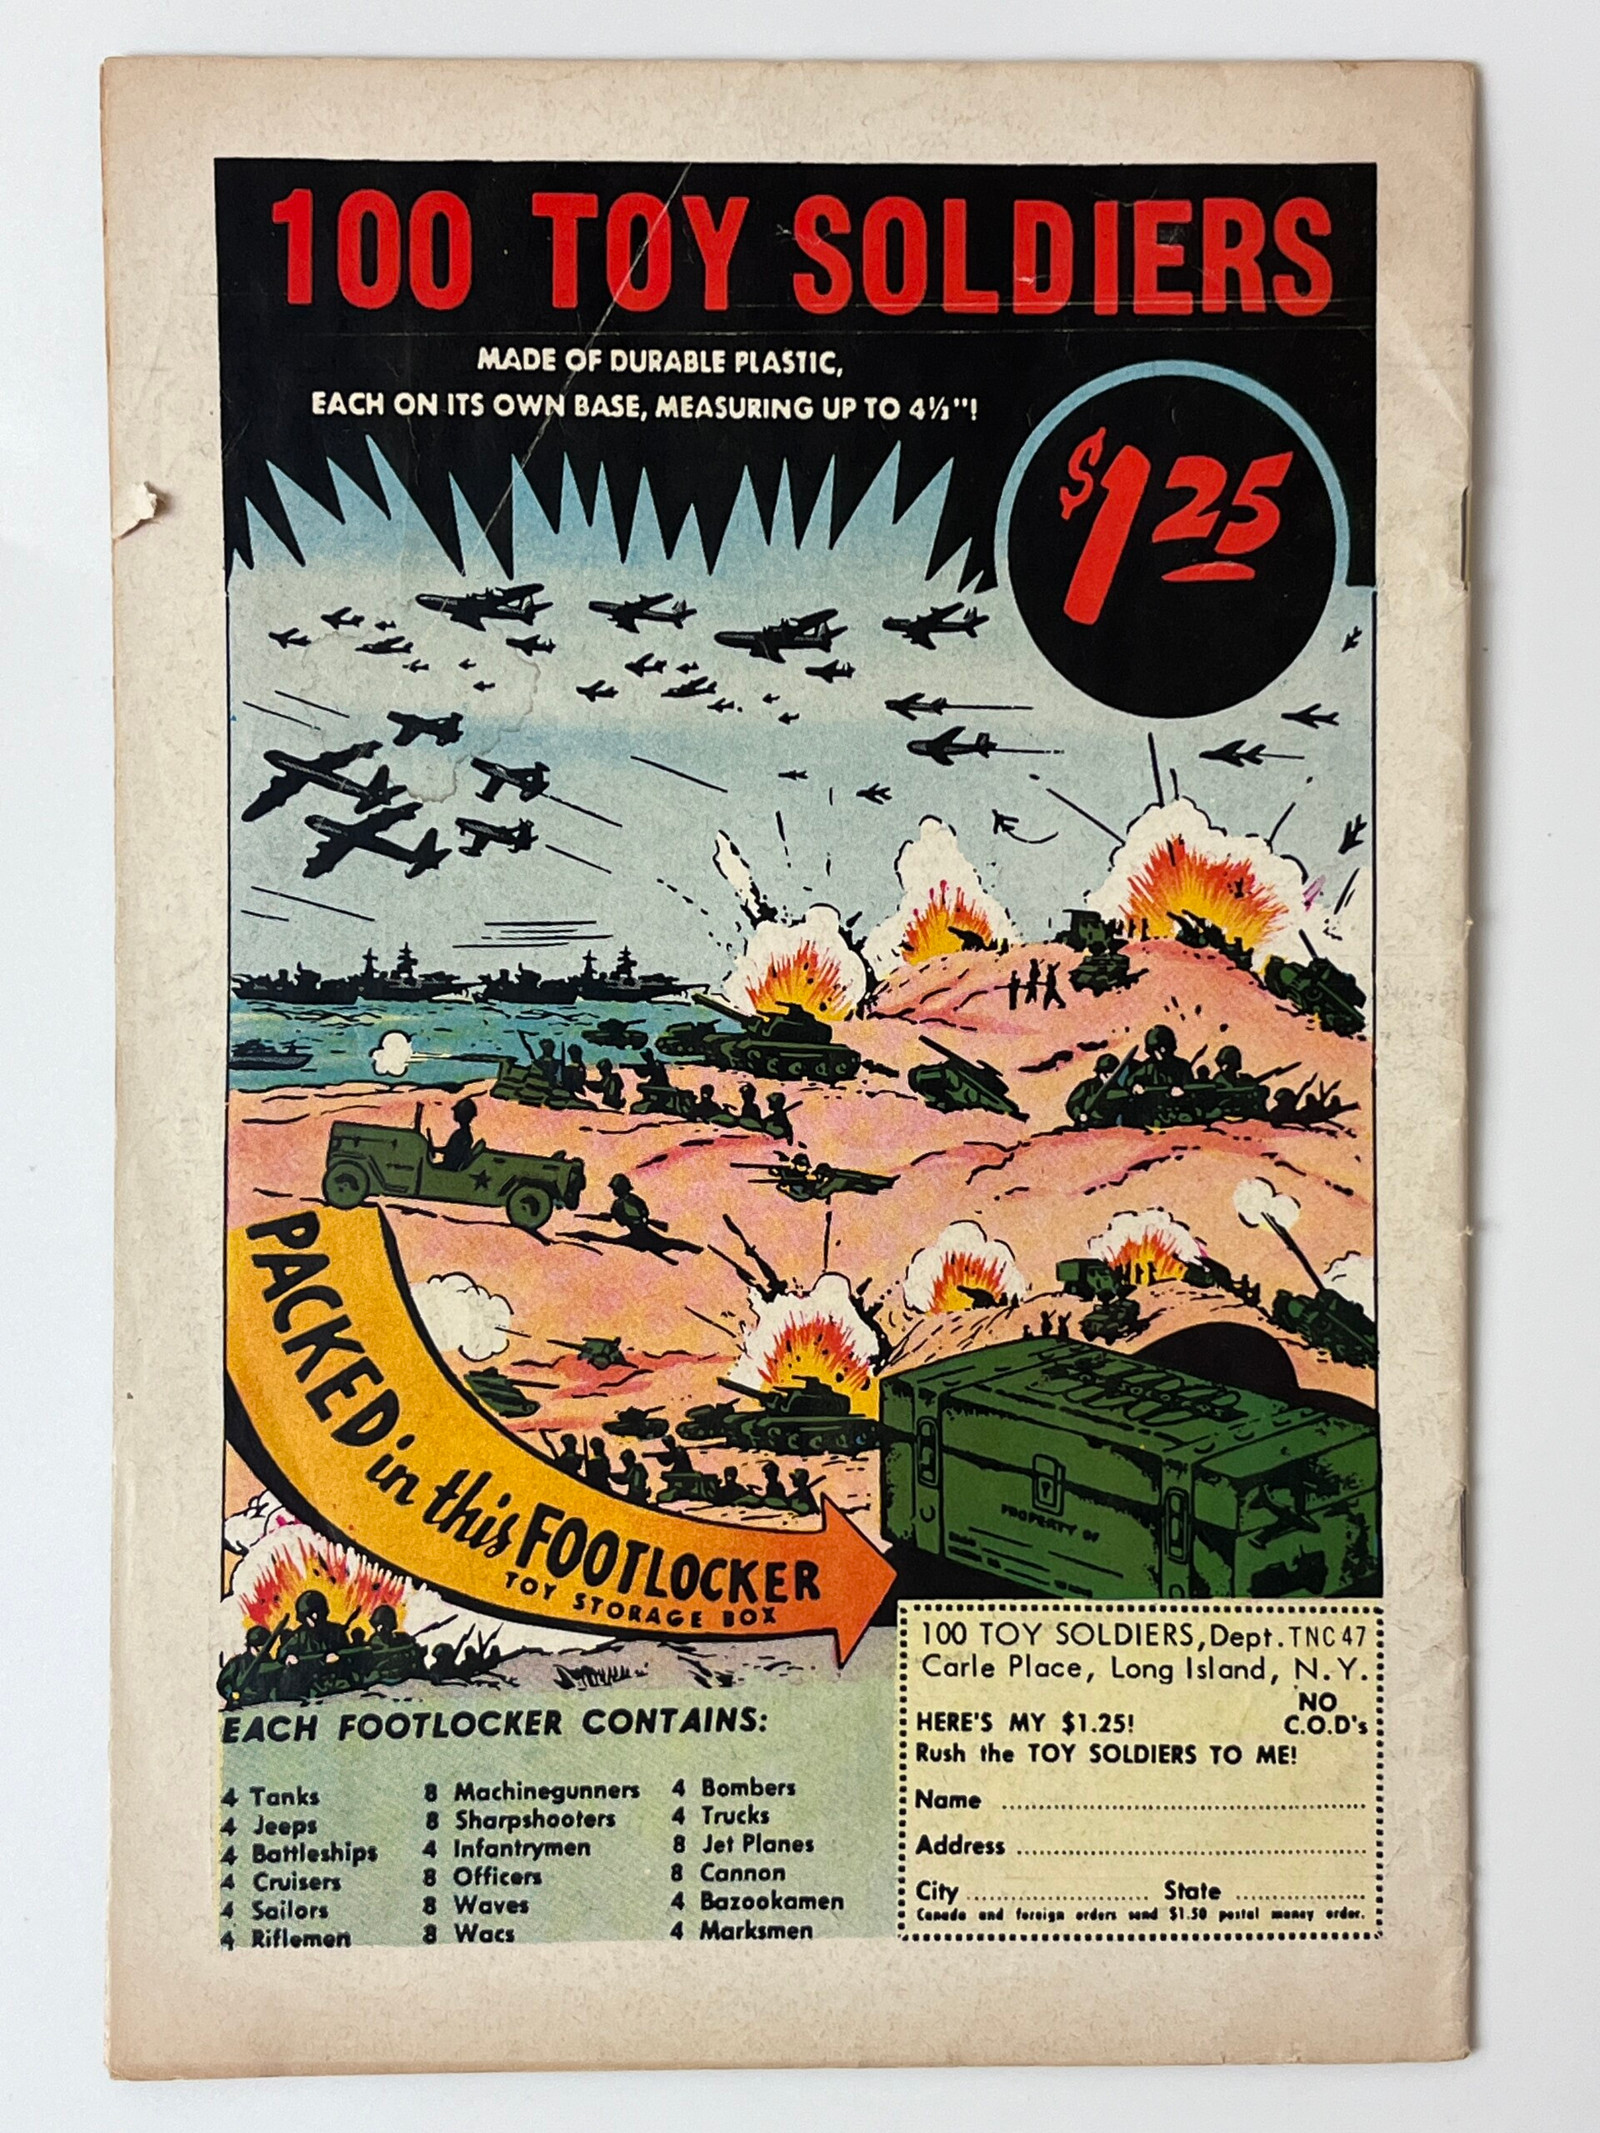 100 TOY SOLDIERS
MADE OF DURABLE PLASTIC,
EACH ON ITS OWN BASE, MEASURING UP TO 4½"!
$1.25
PACKED in this FOOTLOCKER
TOY STORAGE BOX
PROPERTY OF
EACH FOOTLOCKER CONTAINS:
4 Tanks
4 Jeeps
4 Battleships
4 Cruisers
4 Sailors
4 Riflemen
8 Machinegunners
8 Sharpshooters
4 Infantrymen
8 Officers
8 Waves
8 Wacs
4 Bombers
4 Trucks
8 Jet Planes
8 Cannon
4 Bazookamen
4 Marksmen
100 TOY SOLDIERS, Dept. TNC47
Carle Place, Long Island, N.Y.
NO
HERE'S MY $1.25! C.O.D's
Rush the TOY SOLDIERS TO ME!
Name
Address
City State
Canada and foreign orders send $1.50 postal money order.